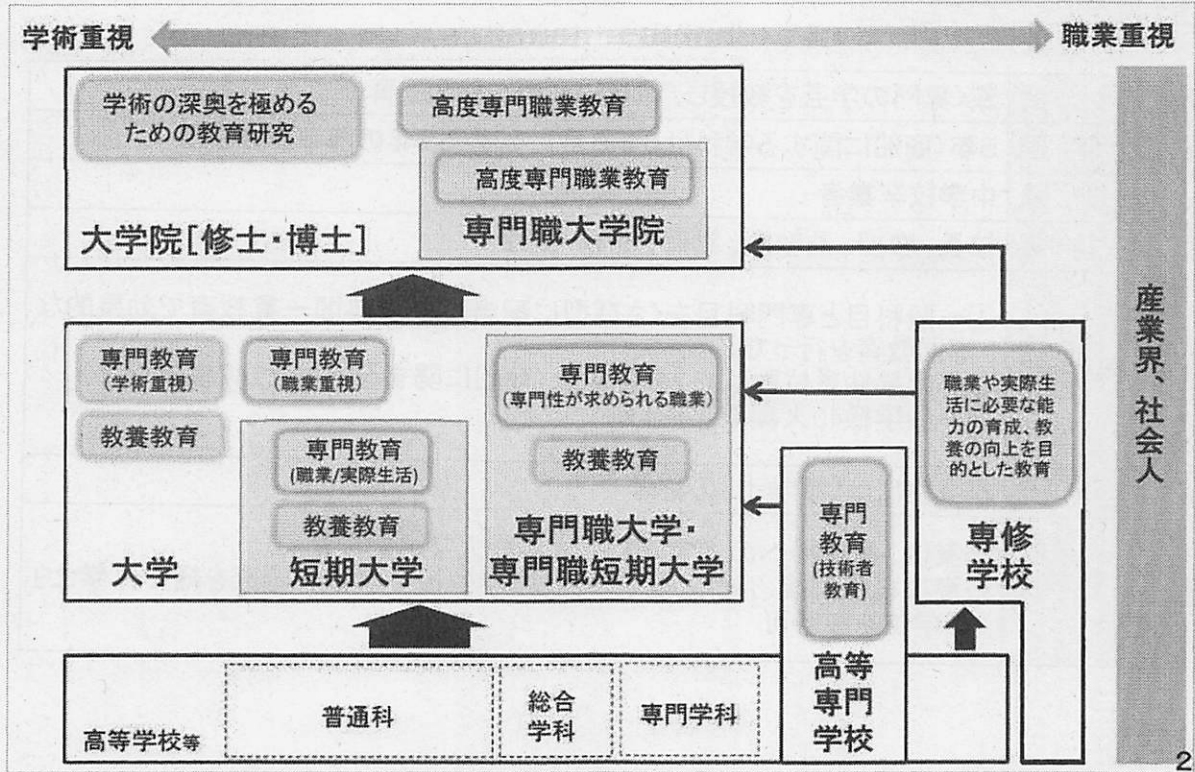 学術重視
職業重視
学術の深奥を極める
ための教育研究
高度専門職業教育
高度専門職業教育
大学院[修士・博士]
専門職大学院
専門教育
(学術重視)
教養教育
大学
専門教育
(職業重視)
専門教育
(職業/実際生活)
教養教育
短期大学
専門教育
(専門性が求められる職業)
教養教育
専門職大学・
専門職短期大学
専門
教育
(技術者
教育)
高等
専門
学校
職業や実際生
活に必要な能
力の育成、教
養の向上を目
的とした教育
専修
学校
産業界、社会人
高等学校等
普通科
総合
学科
専門学科
2